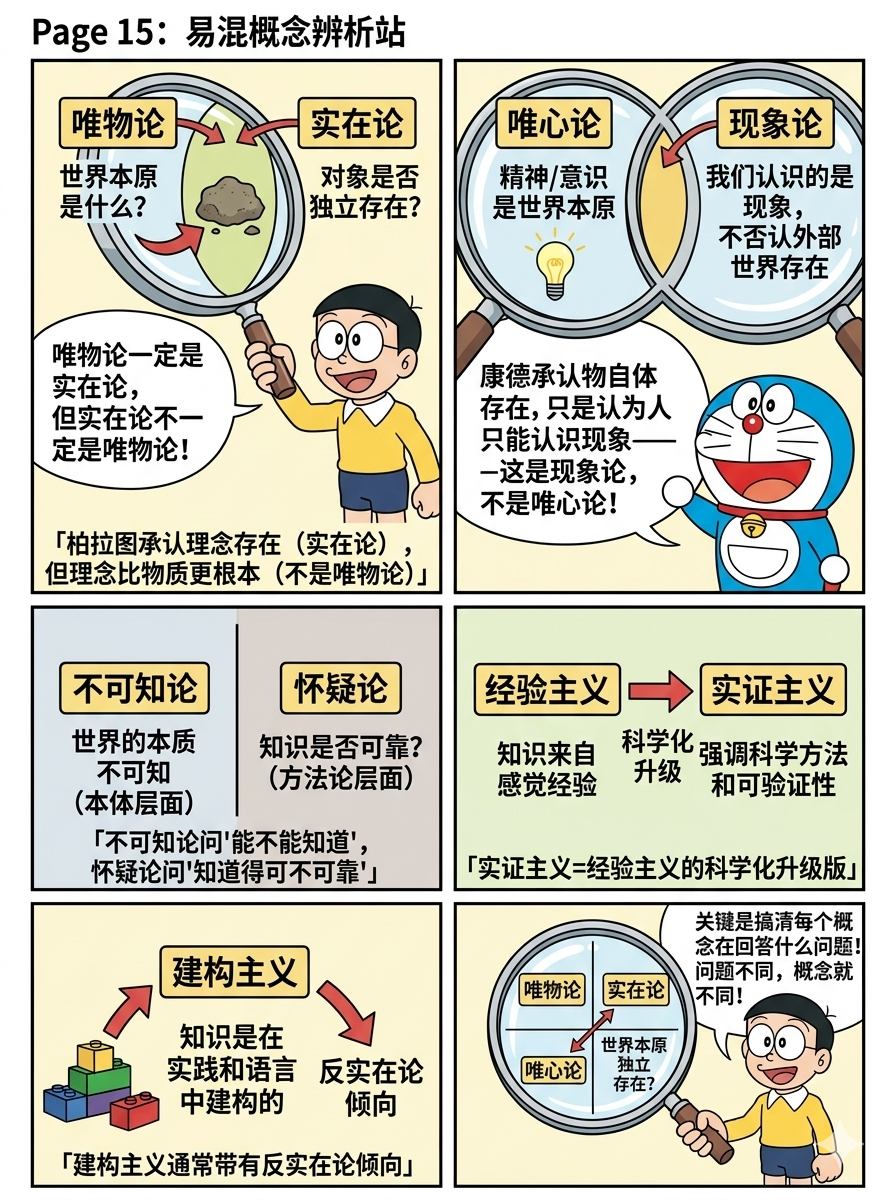 Page 15：易混概念辨析站
唯物论
实在论
世界本原
是什么？
对象是否
独立存在？
唯物论一定是
实在论，
但实在论不一
定是唯物论！
「柏拉图承认理念存在（实在论），
但理念比物质更根本（不是唯物论）」
唯心论
现象论
精神/意识
是世界本原
我们认识的是
现象，
不否认外部
世界存在
康德承认物自体
存在，只是认为人
只能认识现象——
—这是现象论，
不是唯心论！
不可知论
怀疑论
世界的本质
不可知
（本体层面）
知识是否可靠？
（方法论层面）
「不可知论问'能不能知道'，
怀疑论问'知道得可不可靠'」
经验主义
实证主义
知识来自
感觉经验
科学化
升级
强调科学方法
和可验证性
「实证主义=经验主义的科学化升级版」
建构主义
知识是在
实践和语言
中建构的
反实在论
倾向
「建构主义通常带有反实在论倾向」
关键是搞清每个概
念在回答什么问题！
问题不同，概念就
不同！
唯物论
实在论
唯心论
世界本原
独立
存在？